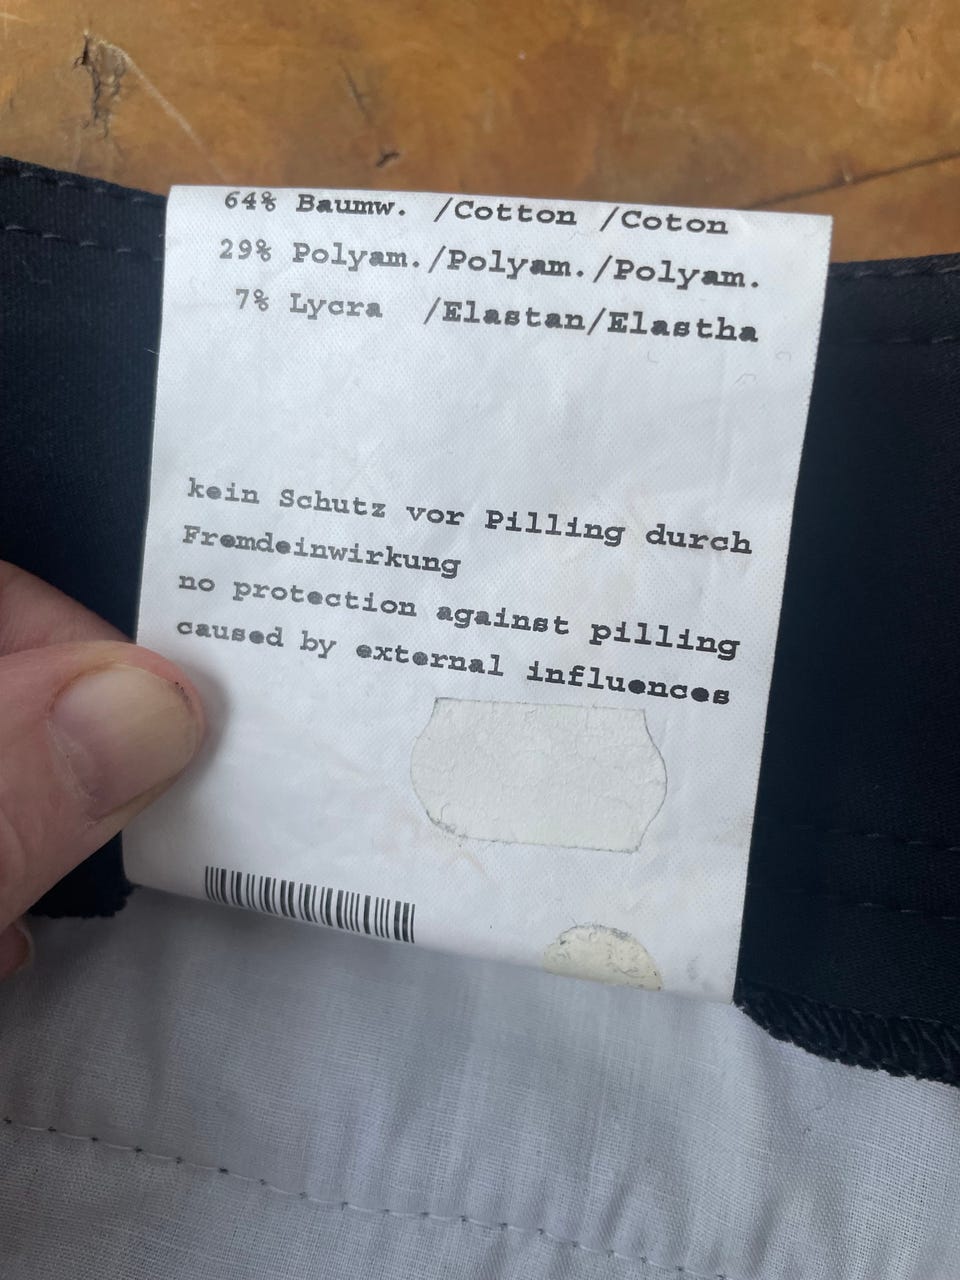 64% Baumw. /Cotton /Coton
29% Polyam./Polyam./Polyam.
7% Lycra /Elastan/Elastha
kein Schutz vor Pilling durch
Fremdeinwirkung
no protection against pilling
caused by external influences